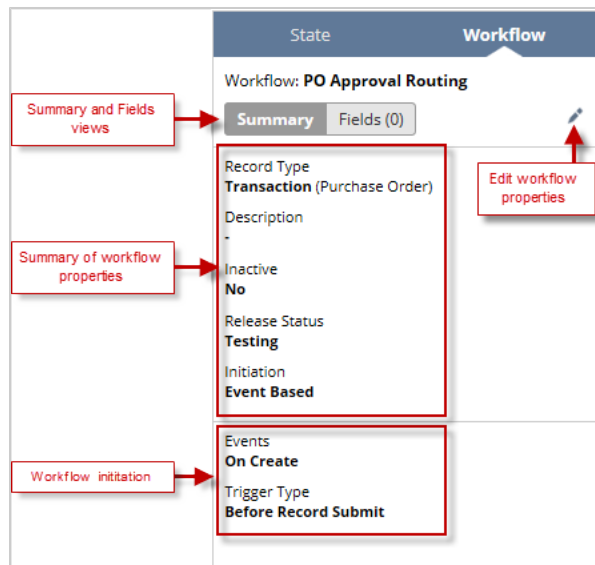 State
Workflow
Workflow: PO Approval Routing
Summary and Fields
views
Summary
Fields (0)
Edit workflow
properties
Record Type
Transaction (Purchase Order)
Description
-
Summary of workflow
properties
Inactive
No
Release Status
Testing
Initiation
Event Based
Events
On Create
Workflow inititation
Trigger Type
Before Record Submit